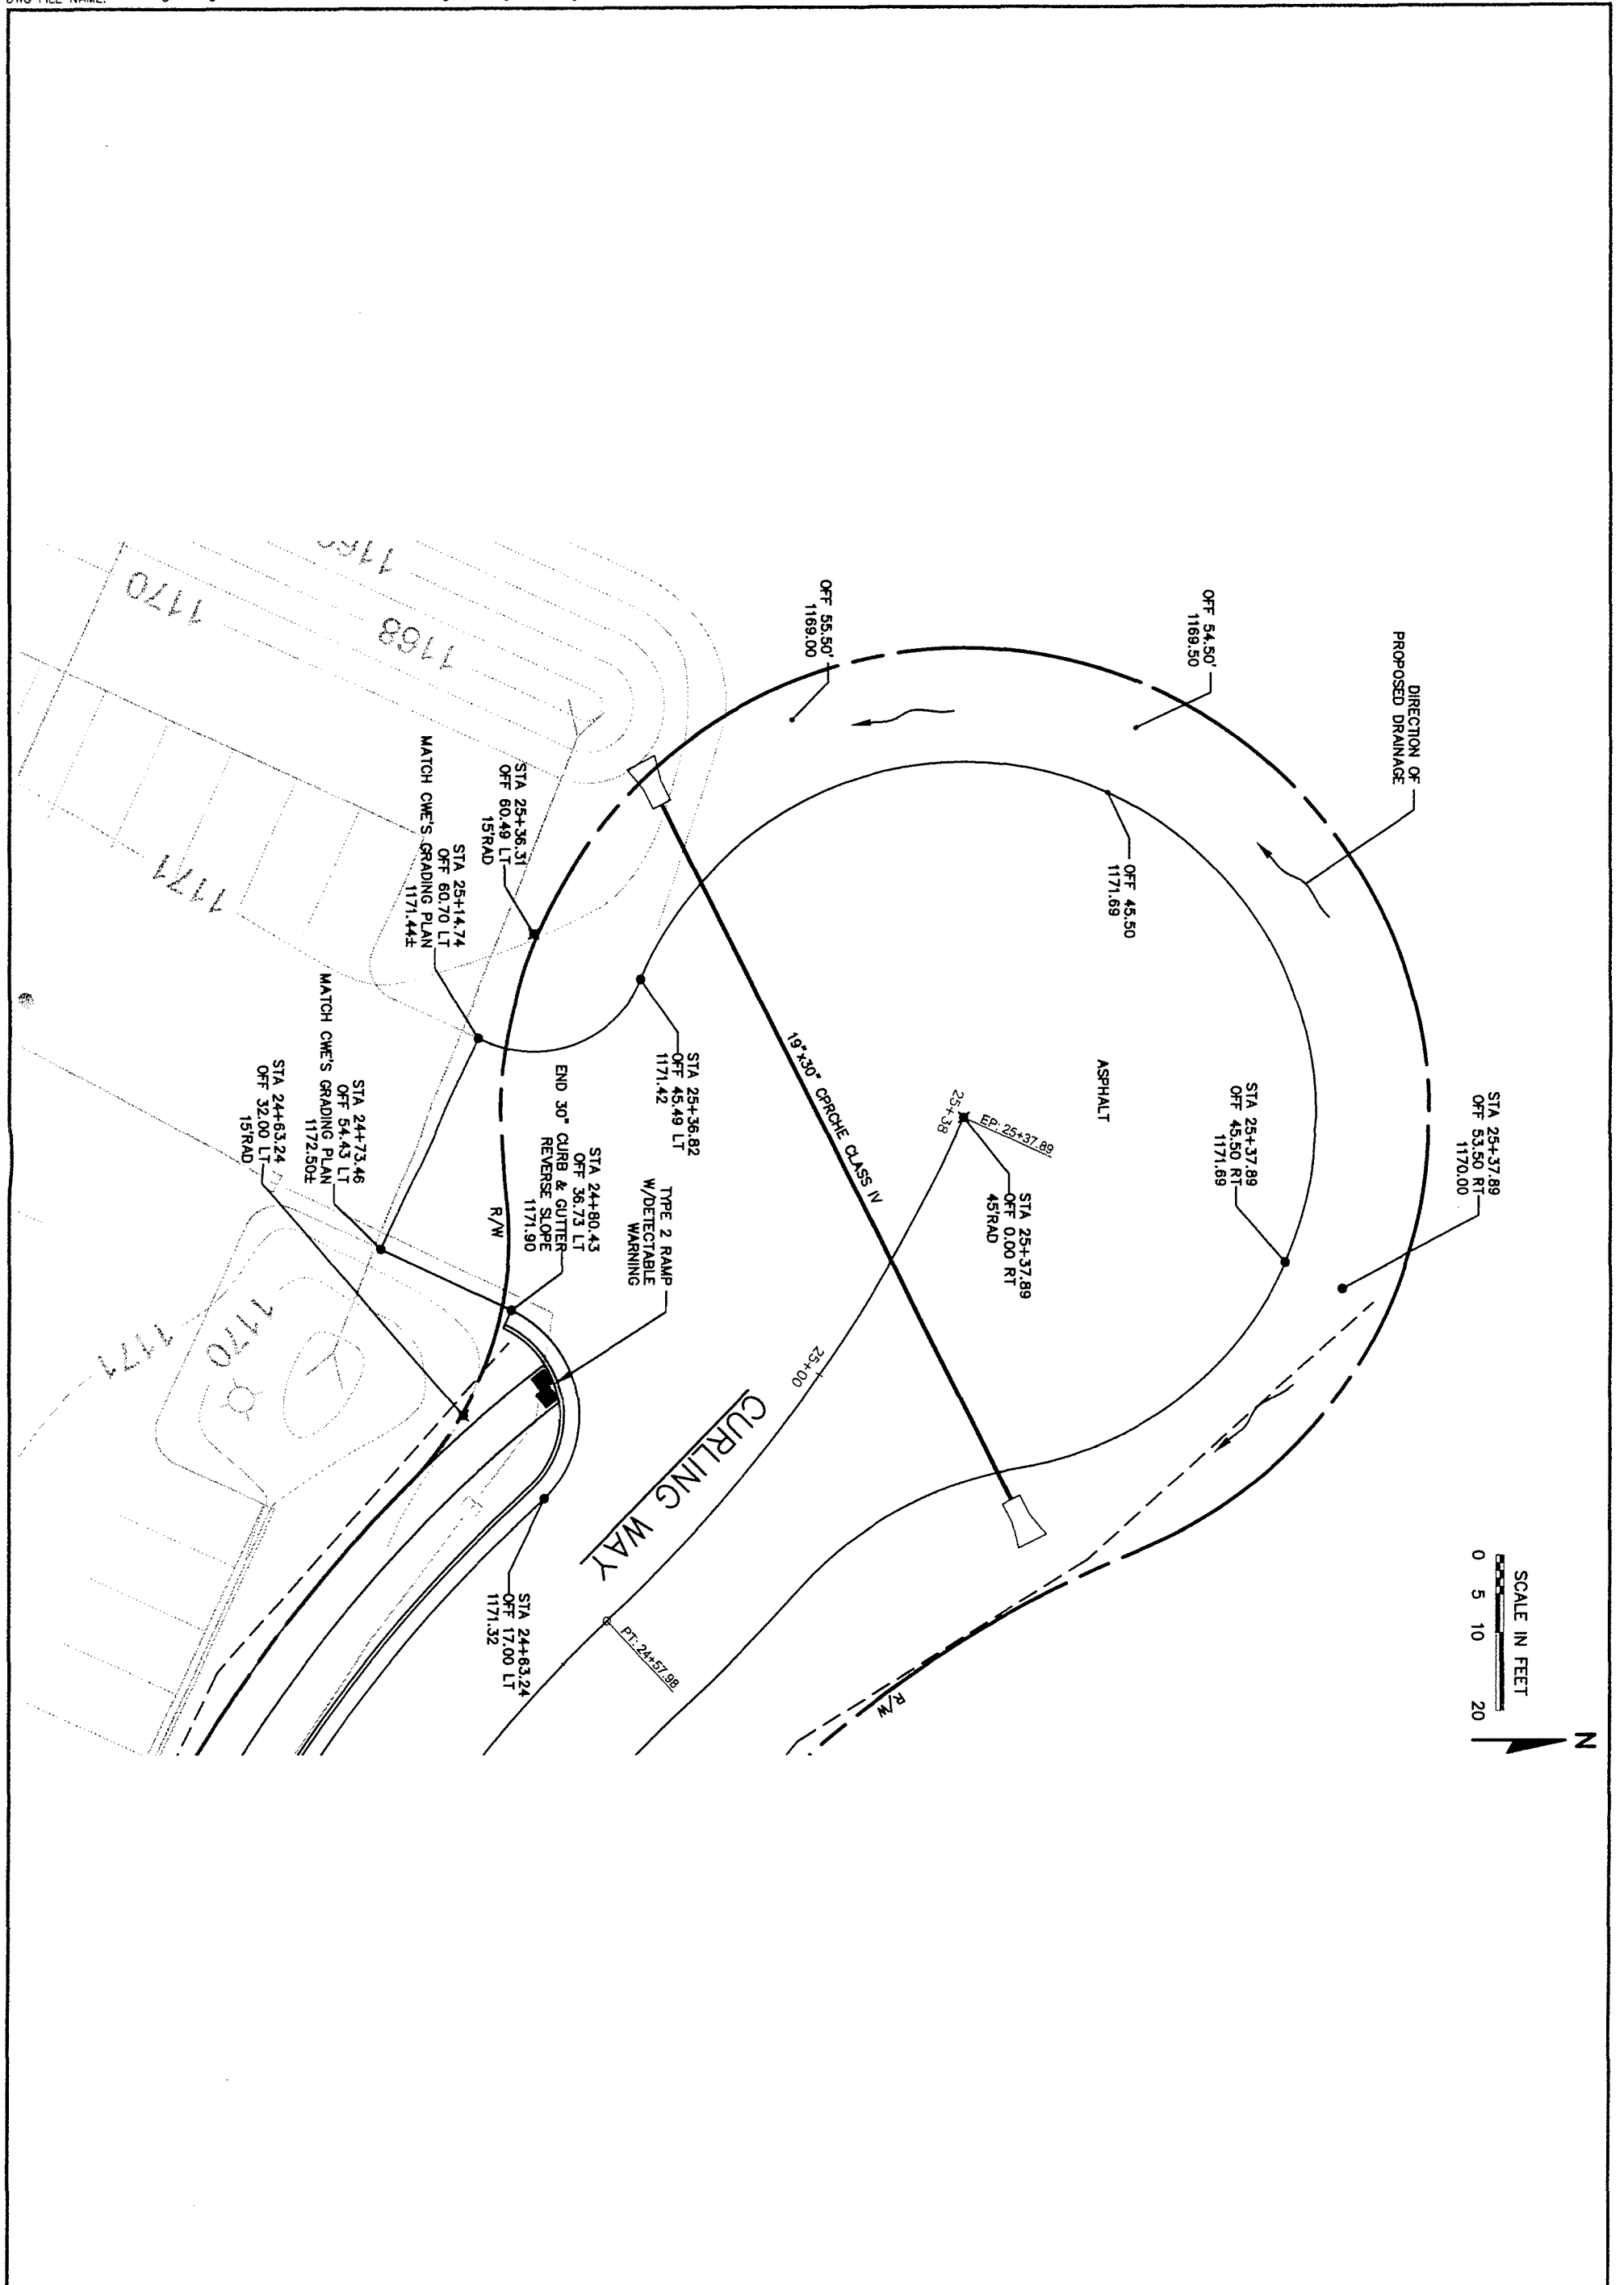 DWG FILE NAME:
SCALE IN FEET
0 5 10 20
N
STA 25+37.89
OFF 53.50 RT
1170.00
DIRECTION OF
PROPOSED DRAINAGE
STA 25+37.89
OFF 45.50 RT
1171.69
OFF 54.50'
1169.50
OFF 45.50
1171.69
ASPHALT
STA 25+37.89
OFF 0.00 RT
45'RAD
EP: 25+37.89
25+38
OFF 55.50'
1169.00
19"x30" CPRCHE CLASS IV
25+00
CURLING WAY
PT: 24+57.98
R/W
STA 25+36.82
OFF 45.49 LT
1171.42
TYPE 2 RAMP
W/DETECTABLE
WARNING
STA 24+80.43
OFF 36.73 LT
END 30" CURB & GUTTER
REVERSE SLOPE
1171.90
STA 24+63.24
OFF 17.00 LT
1171.32
R/W
STA 25+36.31
OFF 60.49 LT
15'RAD
STA 25+14.74
OFF 60.70 LT
MATCH CWE'S GRADING PLAN
1171.44±
STA 24+73.46
OFF 54.43 LT
MATCH CWE'S GRADING PLAN
1172.50±
STA 24+63.24
OFF 32.00 LT
15'RAD
1168
1170
1171
1170
1171